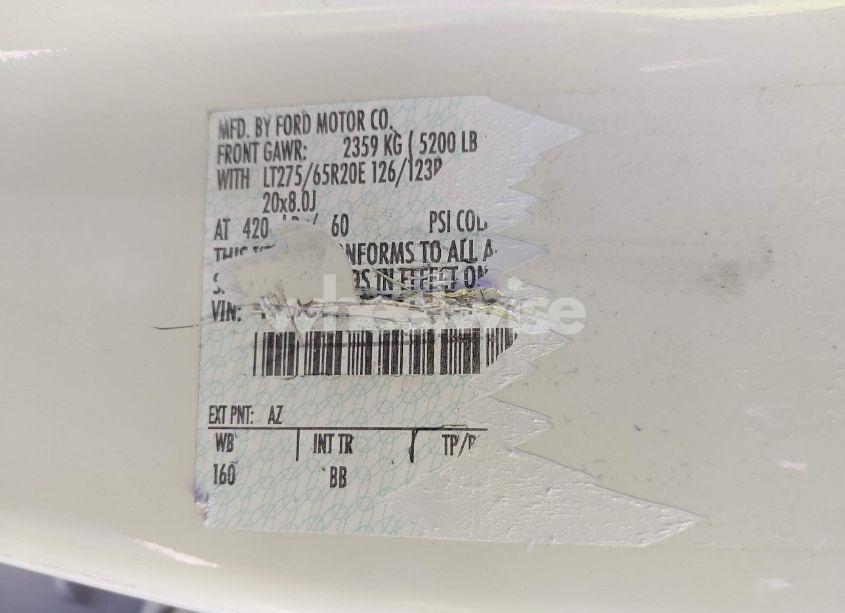 MFD. BY FORD MOTOR CO.
FRONT GAWR: 2359 KG ( 5200 LB
WITH LT275/65R20E 126/123R
20x8.0J
AT 420 / 60 PSI COL
THIS ONFORMS TO ALL A
IN EFFECT ON
VIN:
wheelwise
EXT PNT: AZ
WB INT TR TP/
160 BB